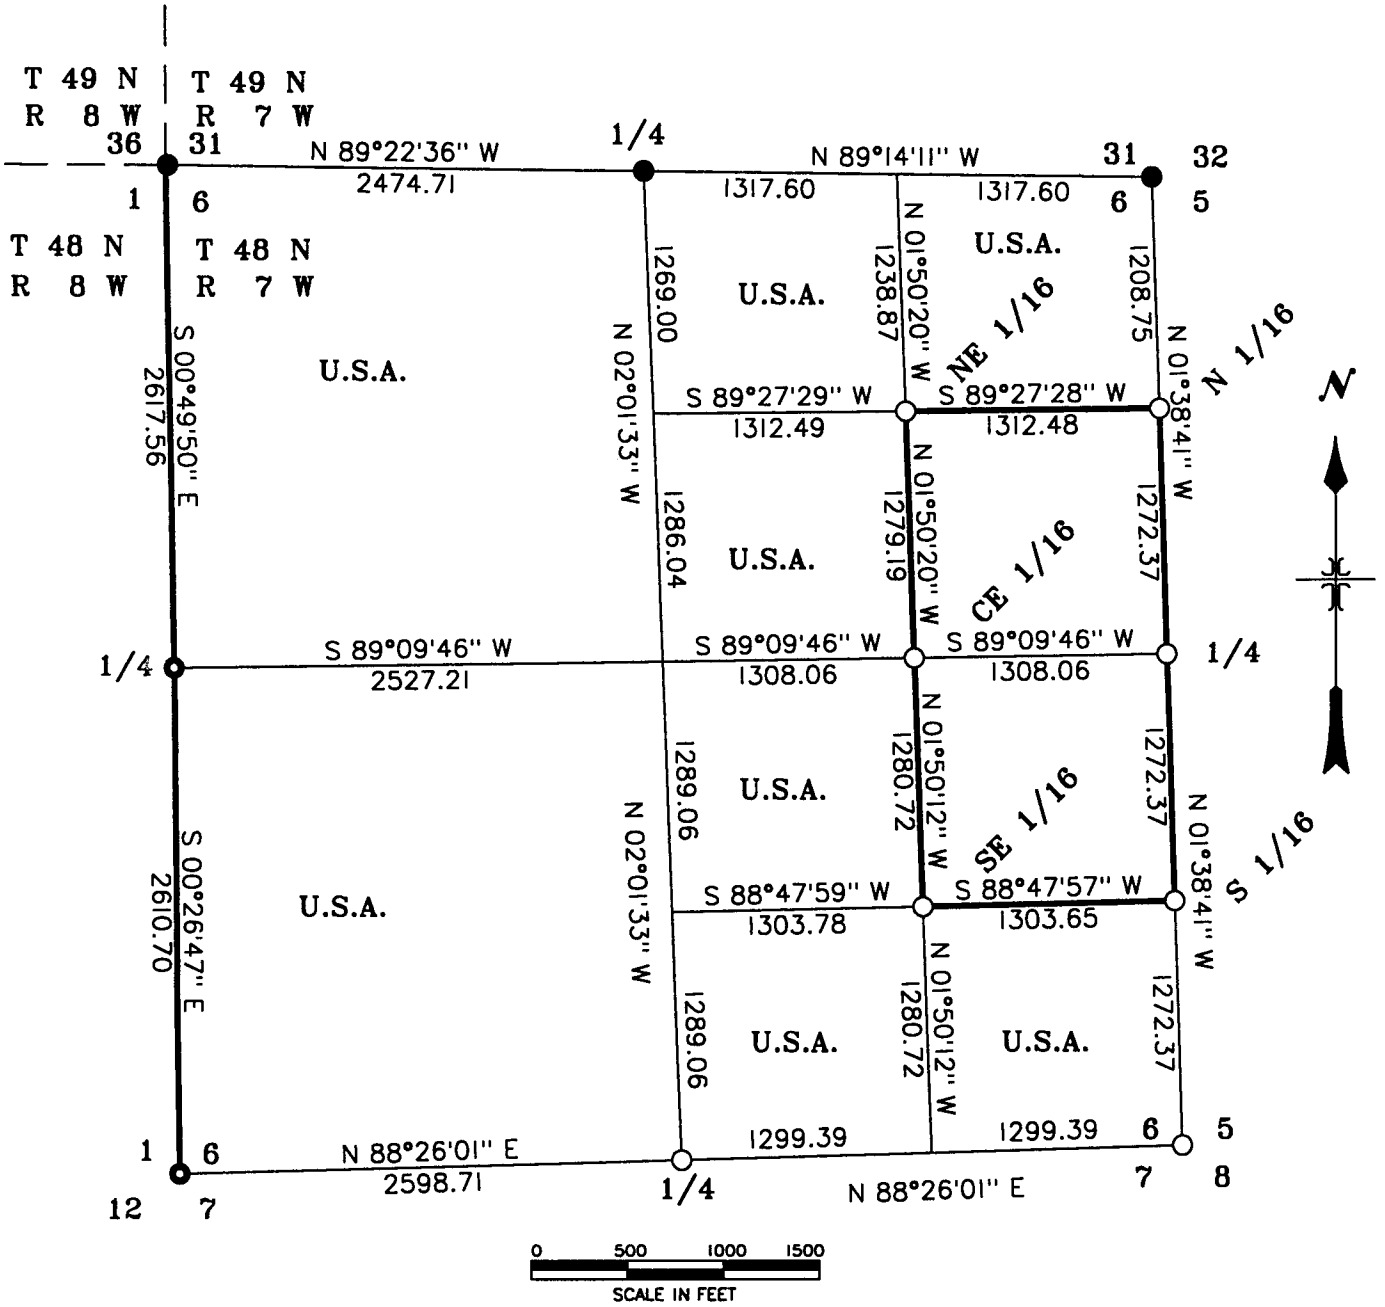 T 49 N
R 8 W
T 49 N
R 7 W
36
31
1/4
31
32
N 89°22'36" W
2474.71
N 89°14'11" W
1317.60
1317.60
1
6
6
5
T 48 N
R 8 W
T 48 N
R 7 W
U.S.A.
U.S.A.
U.S.A.
1269.00
1238.87
N 01°50'20" W
1208.75
NE 1/16
N 1/16
N
S 00°49'50" E
2617.56
N 02°01'33" W
N 01°38'41" W
S 89°27'29" W
1312.49
S 89°27'28" W
1312.48
1286.04
1279.19
N 01°50'20" W
1272.37
U.S.A.
CE 1/16
1/4
S 89°09'46" W
2527.21
S 89°09'46" W
1308.06
S 89°09'46" W
1308.06
1/4
1289.06
1280.72
N 01°50'12" W
1272.37
U.S.A.
SE 1/16
S 1/16
S 00°26'47" E
2610.70
U.S.A.
N 02°01'33" W
N 01°38'41" W
S 88°47'59" W
1303.78
S 88°47'57" W
1303.65
1289.06
1280.72
N 01°50'12" W
1272.37
U.S.A.
U.S.A.
1
6
N 88°26'01" E
2598.71
1299.39
1299.39
6
5
12
7
1/4
N 88°26'01" E
7
8
0 500 1000 1500
SCALE IN FEET